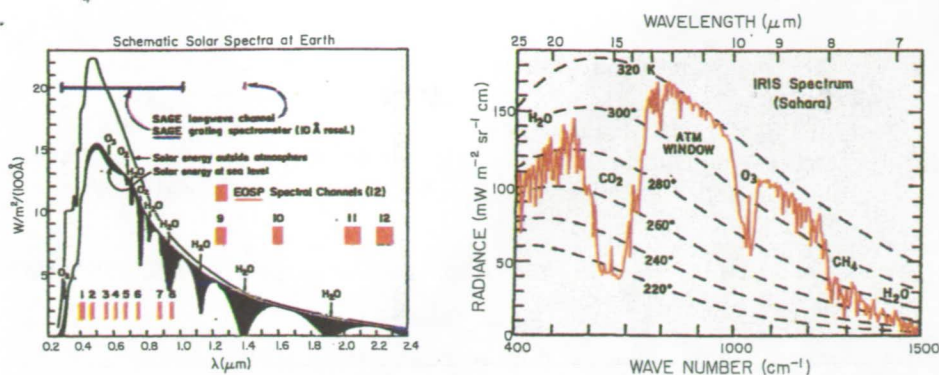 Schematic Solar Spectra at Earth
W/m²/(100Å)
20
15
10
5
SAGE longwave channel
SAGE grating spectrometer (10 Å resol.)
O₃
O₂
H₂O
Solar energy outside atmosphere
Solar energy at sea level
EOSP Spectral Channels (12)
9 10 11 12
H₂O
H₂O
H₂O
H₂O
O₃
1 2 3 4 5 6 7 8
0.2 0.4 0.6 0.8 1.0 1.2 1.4 1.6 1.8 2.0 2.2 2.4
λ(μm)
WAVELENGTH (μm)
25 20 15 10 9 8 7
RADIANCE (mW m⁻² sr⁻¹ cm)
150
100
50
0
320 K
IRIS Spectrum
(Sahara)
H₂O
300°
ATM
WINDOW
CO₂
280°
O₃
260°
240°
220°
CH₄
H₂O
400 1000 1500
WAVE NUMBER (cm⁻¹)